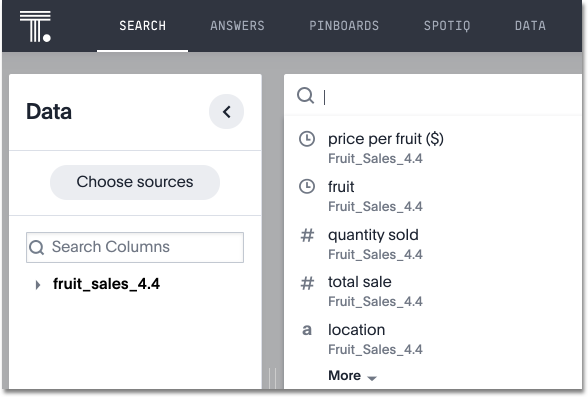 SEARCH
ANSWERS
PINBOARDS
SPOTIQ
DATA
Data
Choose sources
Search Columns
fruit_sales_4.4
price per fruit ($)
Fruit_Sales_4.4
fruit
Fruit_Sales_4.4
# quantity sold
Fruit_Sales_4.4
# total sale
Fruit_Sales_4.4
a location
Fruit_Sales_4.4
More